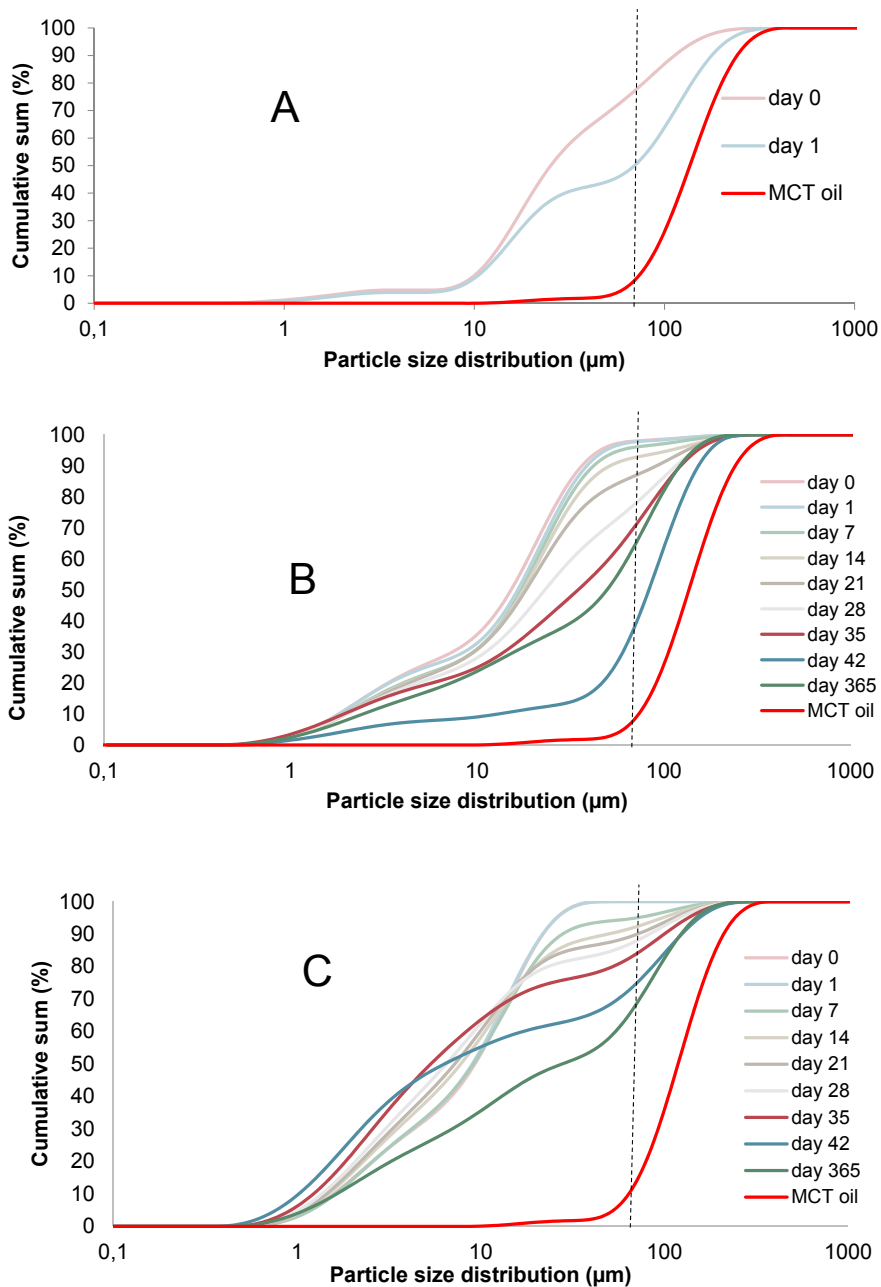 100
90
80
70
60
50
40
30
20
10
0
Cumulative sum (%)
A
day 0
day 1
MCT oil
0,1 1 10 100 1000
Particle size distribution (µm)
100
90
80
70
60
50
40
30
20
10
0
Cumulative sum (%)
B
day 0
day 1
day 7
day 14
day 21
day 28
day 35
day 42
day 365
MCT oil
0,1 1 10 100 1000
Particle size distribution (µm)
100
90
80
70
60
50
40
30
20
10
0
Cumulative sum (%)
C
day 0
day 1
day 7
day 14
day 21
day 28
day 35
day 42
day 365
MCT oil
0,1 1 10 100 1000
Particle size distribution (µm)